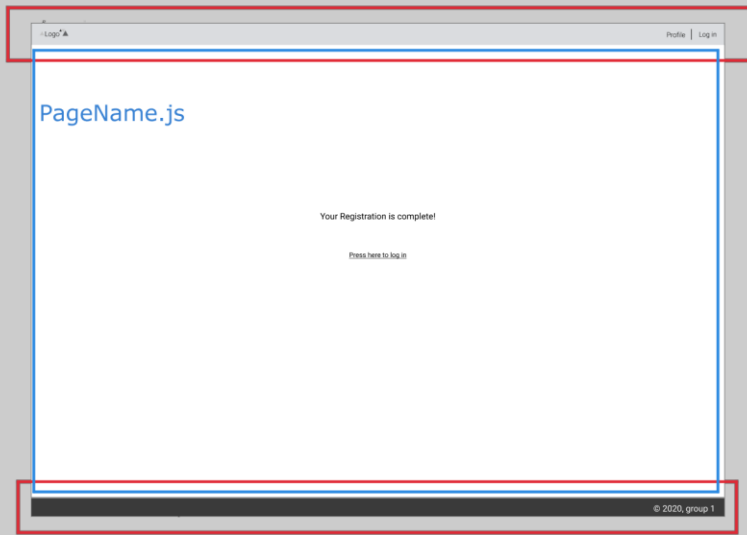 Logo
Profile | Log in
PageName.js
Your Registration is complete!
Press here to log in
© 2020, group 1